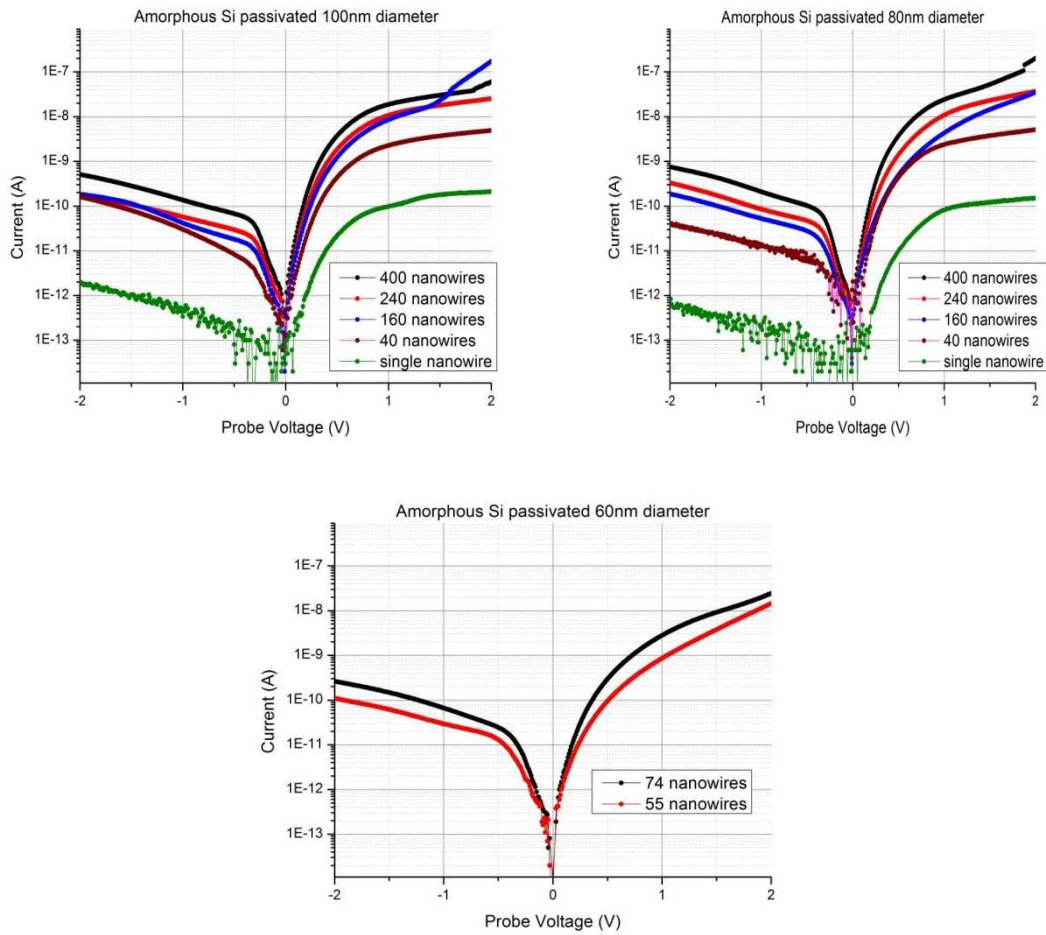 Amorphous Si passivated 100nm diameter
1E-7
1E-8
1E-9
1E-10
1E-11
1E-12
1E-13
Current (A)
400 nanowires
240 nanowires
160 nanowires
40 nanowires
single nanowire
-2 -1 0 1 2
Probe Voltage (V)
Amorphous Si passivated 80nm diameter
1E-7
1E-8
1E-9
1E-10
1E-11
1E-12
1E-13
Current (A)
400 nanowires
240 nanowires
160 nanowires
40 nanowires
single nanowire
-2 -1 0 1 2
Probe Voltage (V)
Amorphous Si passivated 60nm diameter
1E-7
1E-8
1E-9
1E-10
1E-11
1E-12
1E-13
Current (A)
74 nanowires
55 nanowires
-2 -1 0 1 2
Probe Voltage (V)